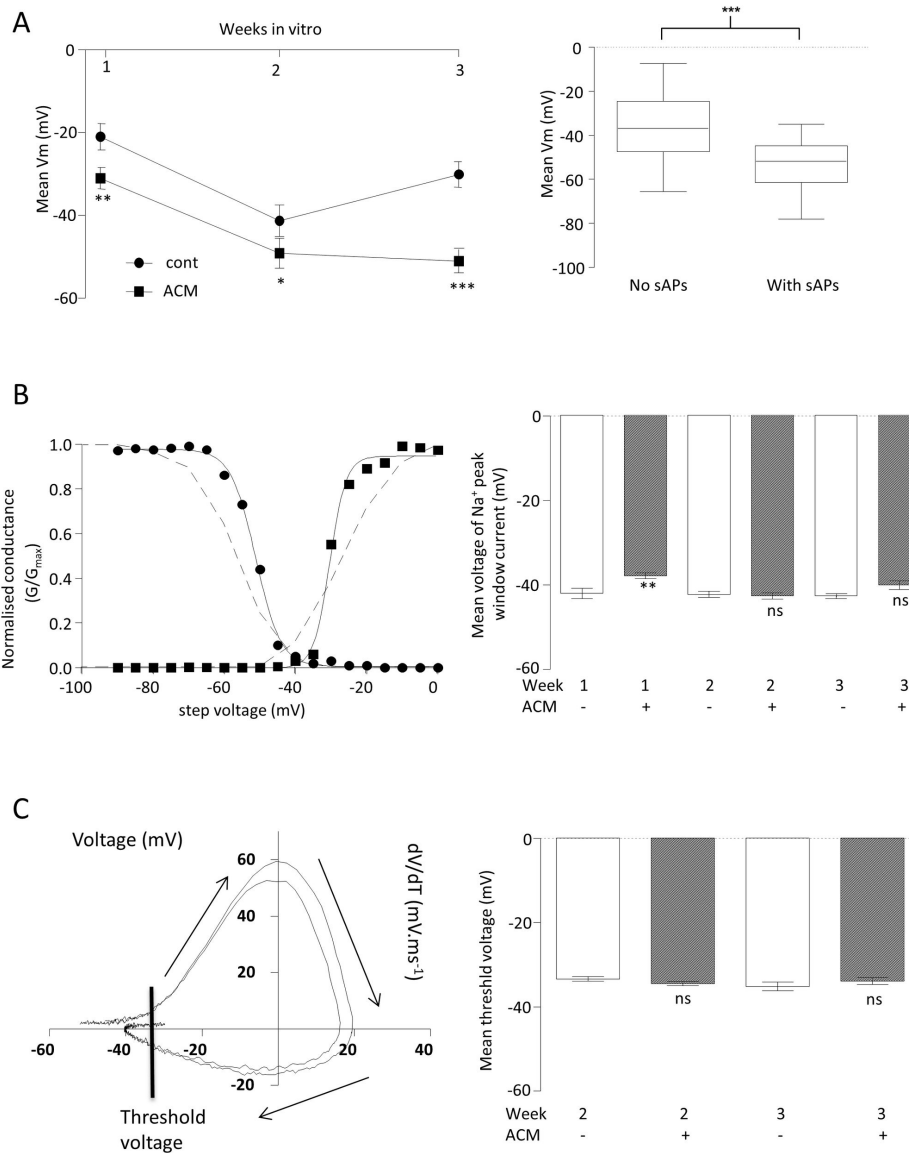 A
Weeks in vitro
0
1
2
3
-20
-40
-60
Mean Vm (mV)
**
*
***
cont
ACM
***
0
-20
-40
-60
-80
-100
Mean Vm (mV)
No sAPs
With sAPs
B
1.0
0.8
0.6
0.4
0.2
0.0
Normalised conductance
(G/Gmax)
-100
-80
-60
-40
-20
0
step voltage (mV)
0
-20
-40
-60
Mean voltage of Na+ peak
window current (mV)
**
ns
ns
Week 1 1 2 2 3 3
ACM - + - + - +
C
Voltage (mV)
dV/dT (mV.ms-1)
60
40
20
-20
-60
-40
-20
20
40
Threshold
voltage
0
-20
-40
-60
Mean threshld voltage (mV)
ns
ns
Week 2 2 3 3
ACM - + - +